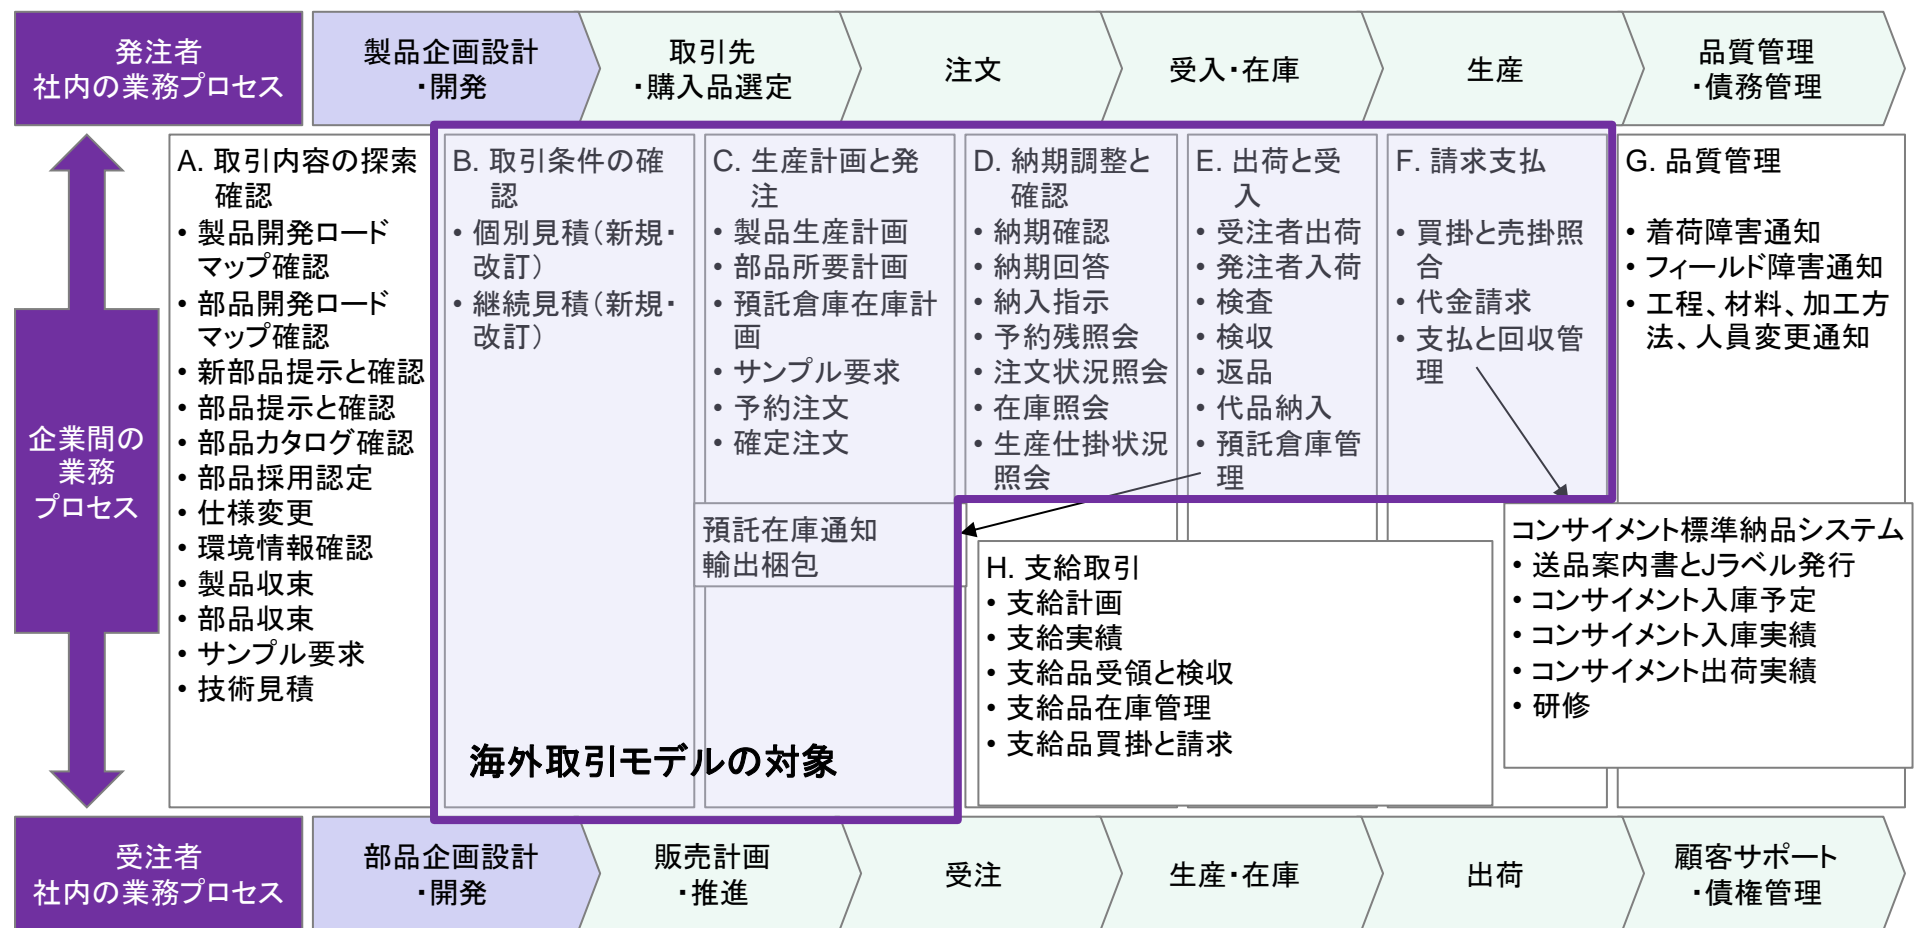 発注者
社内の業務プロセス
製品企画設計
・開発
取引先
・購入品選定
注文
受入・在庫
生産
品質管理
・債務管理
企業間の
業務
プロセス
A. 取引内容の探索
確認
• 製品開発ロード
マップ確認
• 部品開発ロード
マップ確認
• 新部品提示と確認
• 部品提示と確認
• 部品カタログ確認
• 部品採用認定
• 仕様変更
• 環境情報確認
• 製品収束
• 部品収束
• サンプル要求
• 技術見積
B. 取引条件の確
認
• 個別見積（新規・
改訂）
• 継続見積（新規・
改訂）
C. 生産計画と発
注
• 製品生産計画
• 部品所要計画
• 預託倉庫在庫計
画
• サンプル要求
• 予約注文
• 確定注文
預託在庫通知
輸出梱包
D. 納期調整と
確認
• 納期確認
• 納期回答
• 納入指示
• 予約残照会
• 注文状況照会
• 在庫照会
• 生産仕掛状況
照会
E. 出荷と受
入
• 受注者出荷
• 発注者入荷
• 検査
• 検収
• 返品
• 代品納入
• 預託倉庫管
理
F. 請求支払
• 買掛と売掛照
合
• 代金請求
• 支払と回収管
理
G. 品質管理
• 着荷障害通知
• フィールド障害通知
• 工程、材料、加工方
法、人員変更通知
H. 支給取引
• 支給計画
• 支給実績
• 支給品受領と検収
• 支給品在庫管理
• 支給品買掛と請求
コンサイメント標準納品システム
• 送品案内書とJラベル発行
• コンサイメント入庫予定
• コンサイメント入庫実績
• コンサイメント出荷実績
• 研修
海外取引モデルの対象
受注者
社内の業務プロセス
部品企画設計
・開発
販売計画
・推進
受注
生産・在庫
出荷
顧客サポート
・債権管理